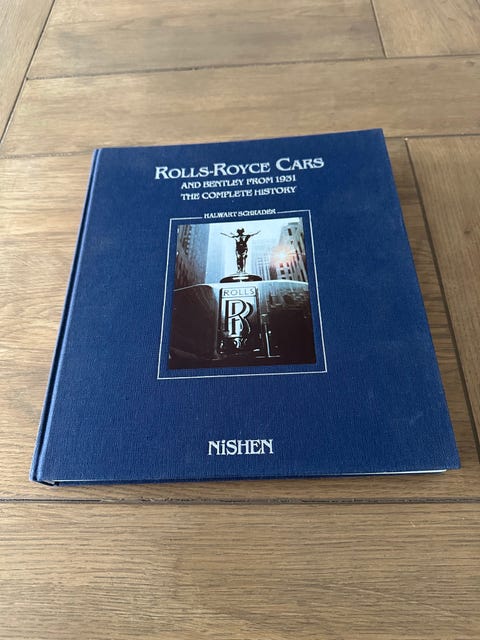 ROLLS-ROYCE CARS
AND BENTLEY FROM 1931
THE COMPLETE HISTORY
HALWART SCHRADER
ROLLS
RR
NiSHEN